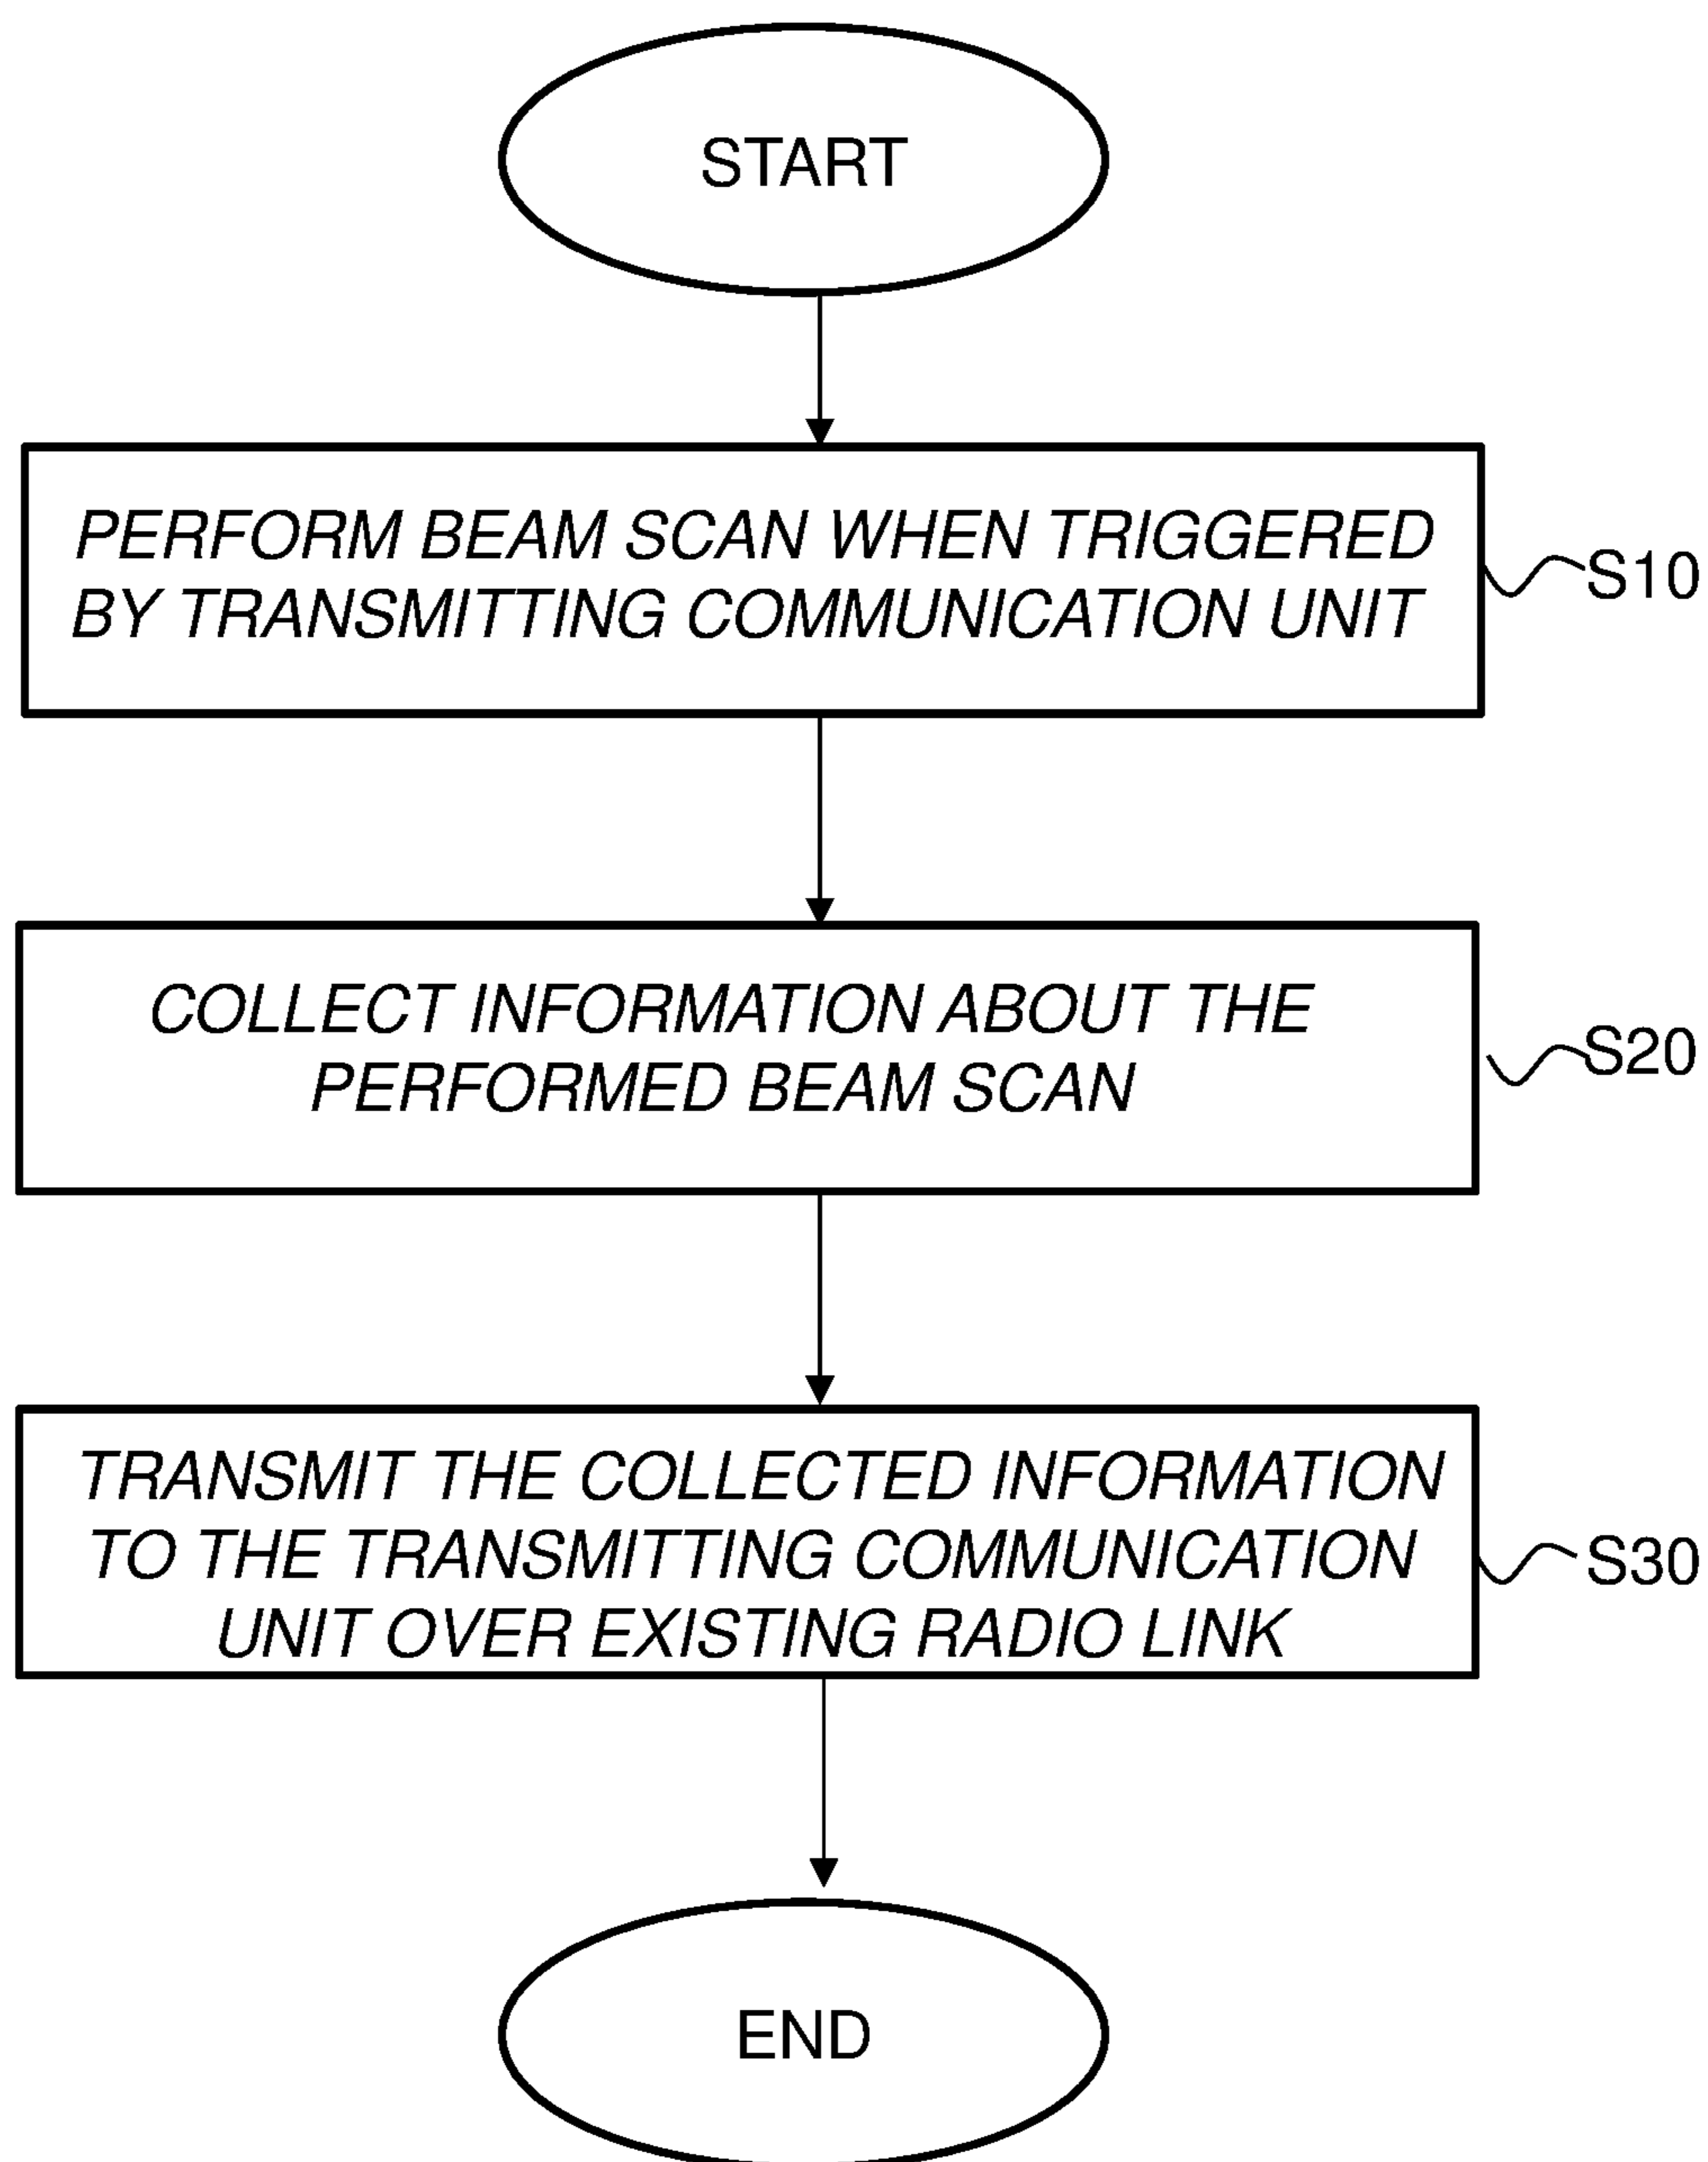 START
PERFORM BEAM SCAN WHEN TRIGGERED
BY TRANSMITTING COMMUNICATION UNIT
S10
COLLECT INFORMATION ABOUT THE
PERFORMED BEAM SCAN
S20
TRANSMIT THE COLLECTED INFORMATION
TO THE TRANSMITTING COMMUNICATION
UNIT OVER EXISTING RADIO LINK
S30
END